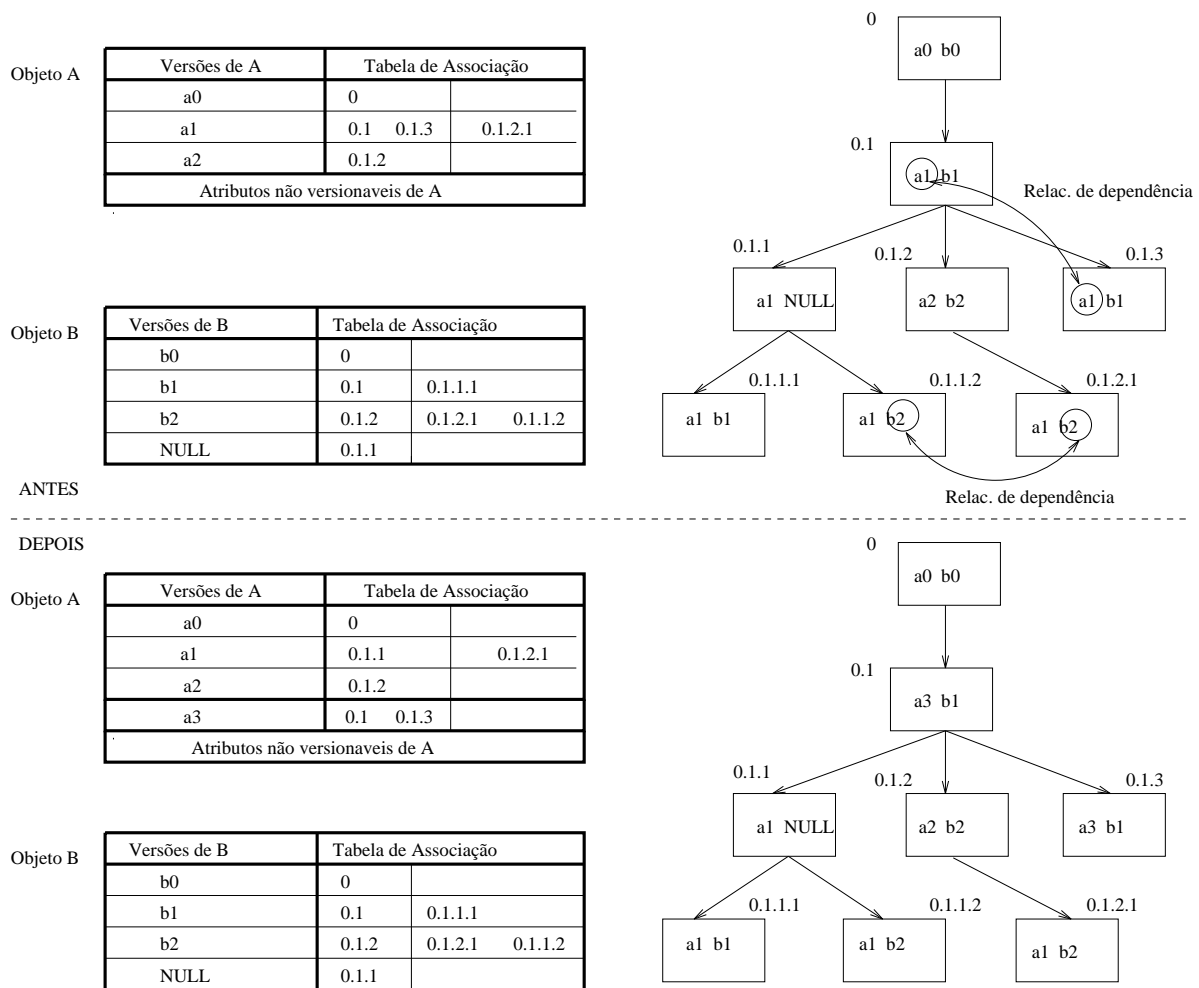 Objeto A
Versões de A Tabela de Associação
a0 0
a1 0.1 0.1.3 0.1.2.1
a2 0.1.2
Atributos não versionaveis de A
Objeto B
Versões de B Tabela de Associação
b0 0
b1 0.1 0.1.1.1
b2 0.1.2 0.1.2.1 0.1.1.2
NULL 0.1.1
ANTES
0
a0 b0
0.1
a1 b1
Relac. de dependência
0.1.1 0.1.2 0.1.3
a1 NULL a2 b2 a1 b1
0.1.1.1 0.1.1.2 0.1.2.1
a1 b1 a1 b2 a1 b2
Relac. de dependência
DEPOIS
Objeto A
Versões de A Tabela de Associação
a0 0
a1 0.1.1 0.1.2.1
a2 0.1.2
a3 0.1 0.1.3
Atributos não versionaveis de A
Objeto B
Versões de B Tabela de Associação
b0 0
b1 0.1 0.1.1.1
b2 0.1.2 0.1.2.1 0.1.1.2
NULL 0.1.1
0
a0 b0
0.1
a3 b1
0.1.1 0.1.2 0.1.3
a1 NULL a2 b2 a3 b1
0.1.1.1 0.1.1.2 0.1.2.1
a1 b1 a1 b2 a1 b2